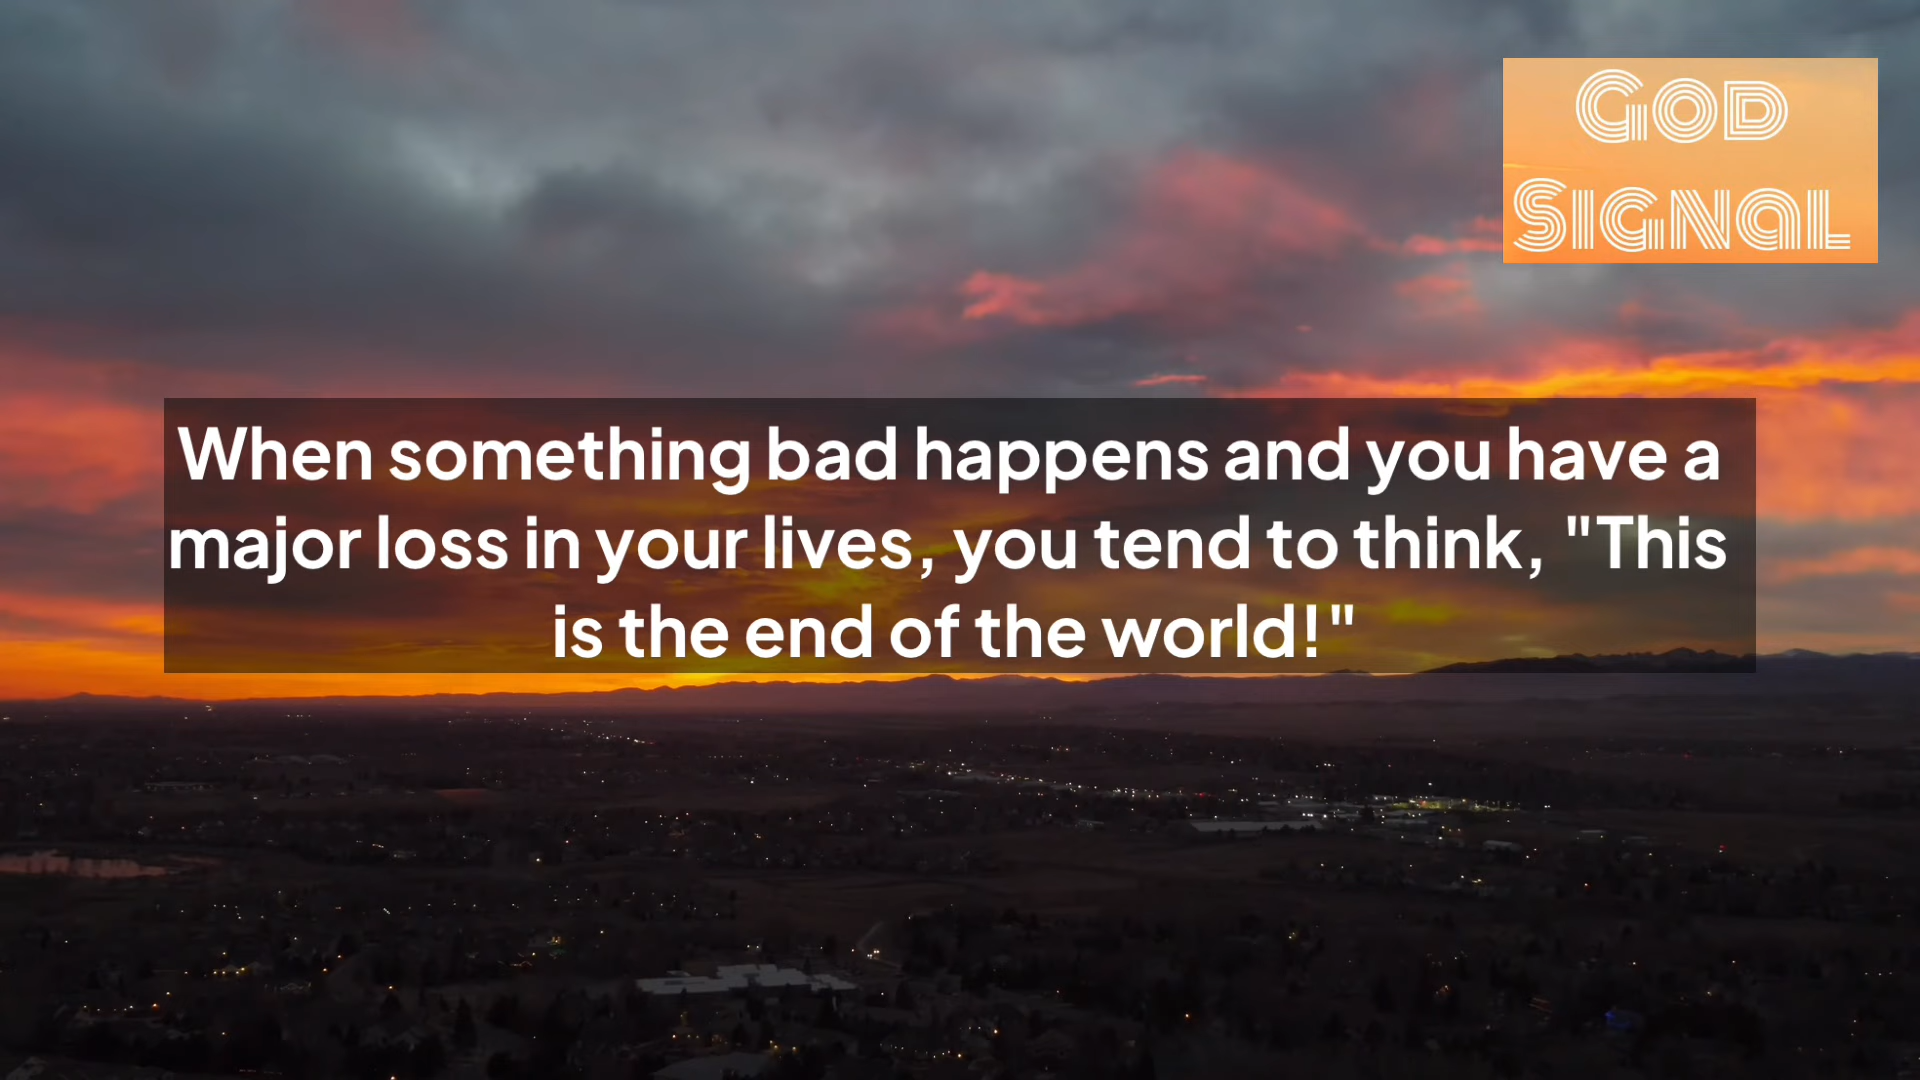 God
Signal
When something bad happens and you have a
major loss in your lives, you tend to think, "This
is the end of the world!"